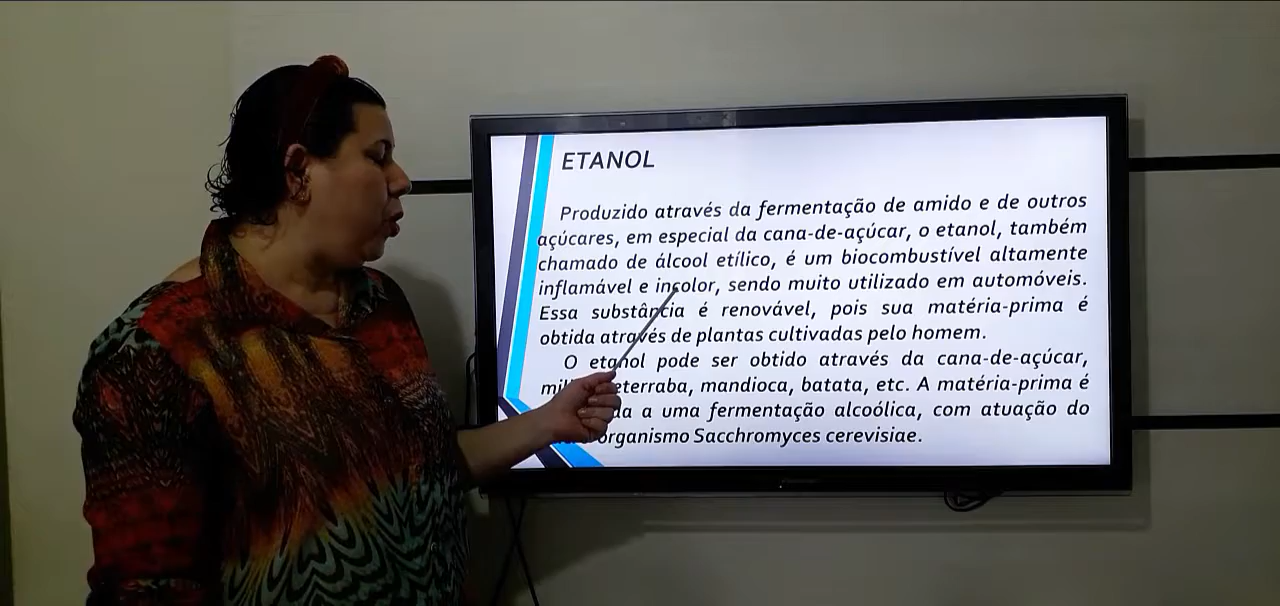 ETANOL
Produzido através da fermentação de amido e de outros
açúcares, em especial da cana-de-açúcar, o etanol, também
chamado de álcool etílico, é um biocombustível altamente
inflamável e incolor, sendo muito utilizado em automóveis.
Essa substância é renovável, pois sua matéria-prima é
obtida através de plantas cultivadas pelo homem.
O etanol pode ser obtido através da cana-de-açúcar,
mandioca, batata, etc. A matéria-prima é
a uma fermentação alcoólica, com atuação do
Sacchromyces cerevisiae.